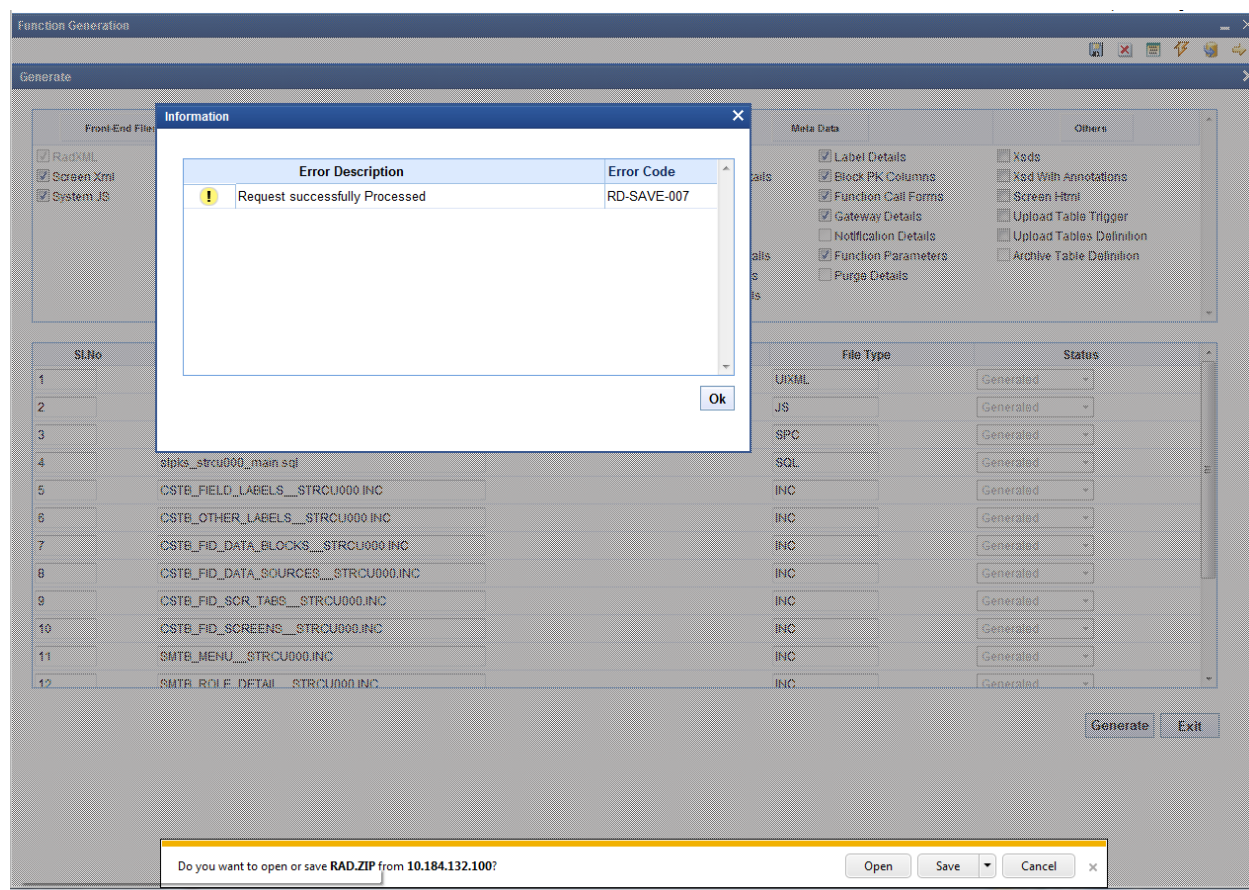 Function Generation
Generate
Information
Front-End Files Meta Data Others
RadXML Label Details Xsds
Screen Xml Block PK Columns Xsd With Annotations
System JS Function Call Forms Screen Html
Gateway Details Upload Table Trigger
Notification Details Upload Tables Definition
Function Parameters Archive Table Definition
Purge Details
Error Description Error Code
Request successfully Processed RD-SAVE-007
Ok
Sl.No File Type Status
1 UIXML Generated
2 JS Generated
3 SPC Generated
4 slpks_strcu000_main.sql SQL Generated
5 CSTB_FIELD_LABELS__STRCU000.INC INC Generated
6 CSTB_OTHER_LABELS__STRCU000.INC INC Generated
7 CSTB_FID_DATA_BLOCKS__STRCU000.INC INC Generated
8 CSTB_FID_DATA_SOURCES__STRCU000.INC INC Generated
9 CSTB_FID_SCR_TABS__STRCU000.INC INC Generated
10 CSTB_FID_SCREENS__STRCU000.INC INC Generated
11 SMTB_MENU__STRCU000.INC INC Generated
12 SMTB_ROLE_DETAIL__STRCU000.INC INC Generated
Generate Exit
Do you want to open or save RAD.ZIP from 10.184.132.100?
Open Save Cancel